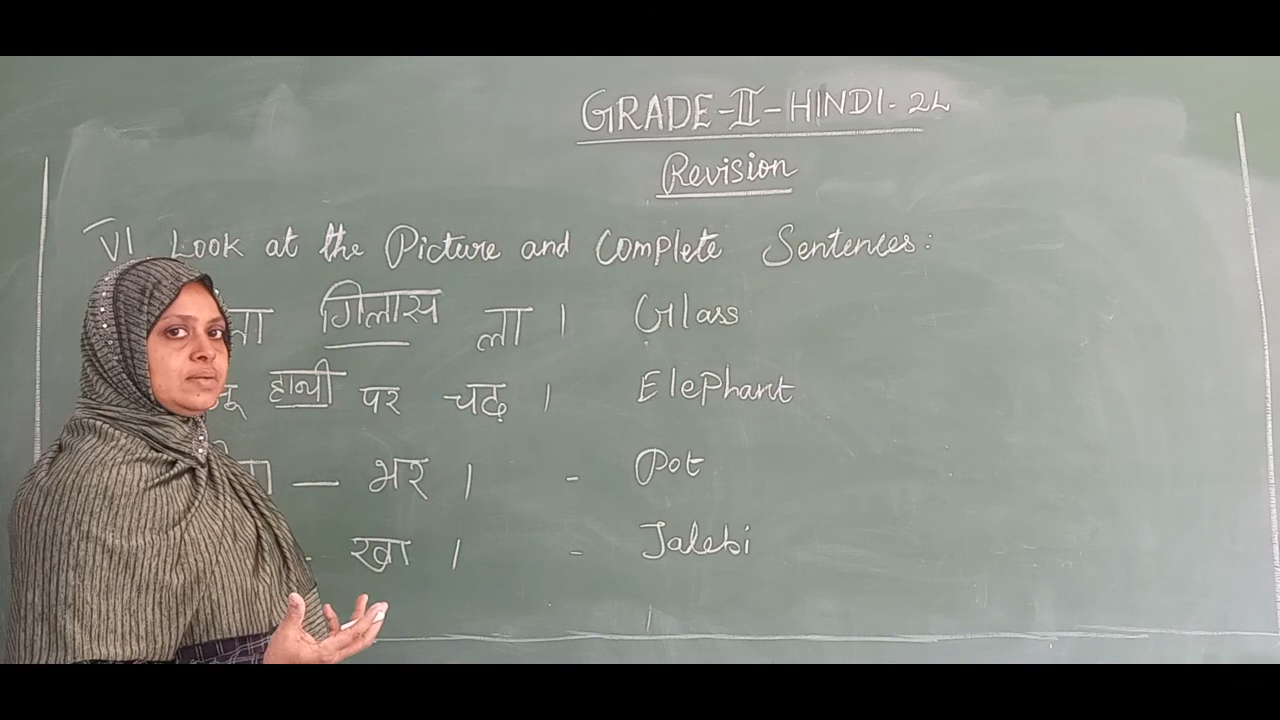 GRADE-II-HINDI-2L
Revision
VI Look at the Picture and Complete Sentences:
गिलास ला । Glass
हाथी पर चढ़ । Elephant
— भर । - Pot
- खा । - Jalebi